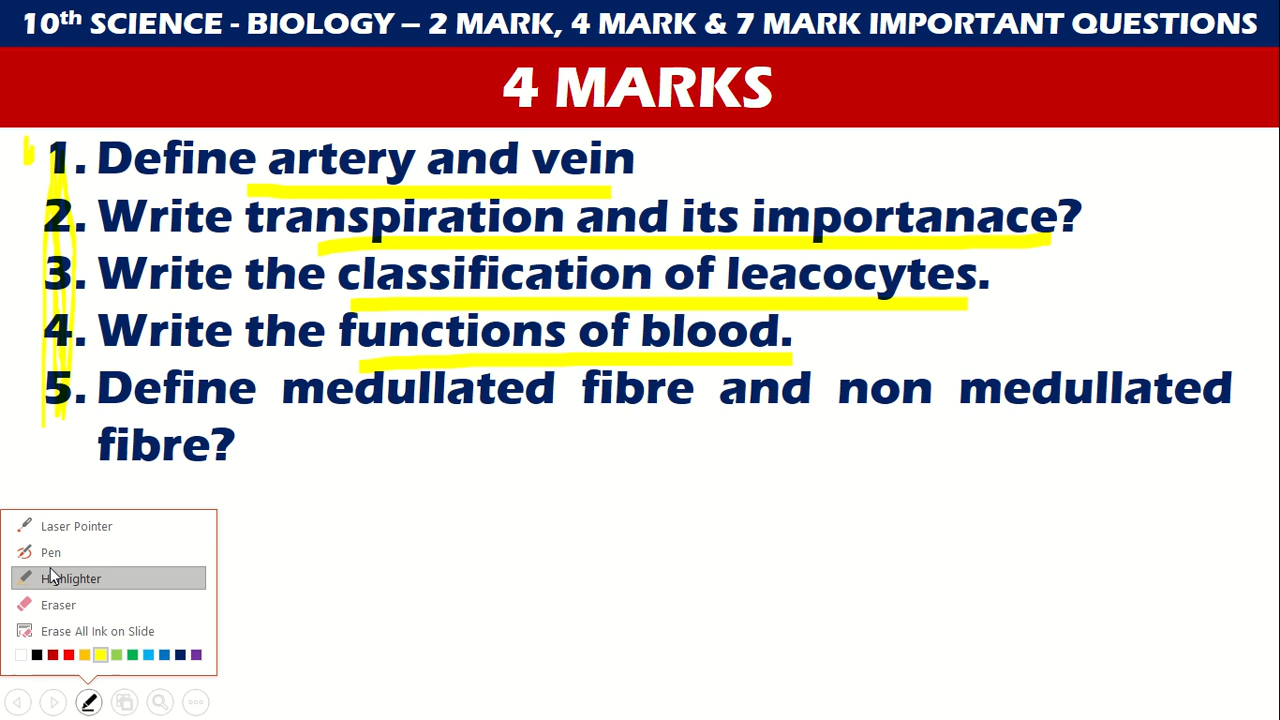 10th SCIENCE - BIOLOGY – 2 MARK, 4 MARK & 7 MARK IMPORTANT QUESTIONS
4 MARKS
1. Define artery and vein
2. Write transpiration and its importanace?
3. Write the classification of leacocytes.
4. Write the functions of blood.
5. Define medullated fibre and non medullated
fibre?
Laser Pointer
Pen
Highlighter
Eraser
Erase All Ink on Slide